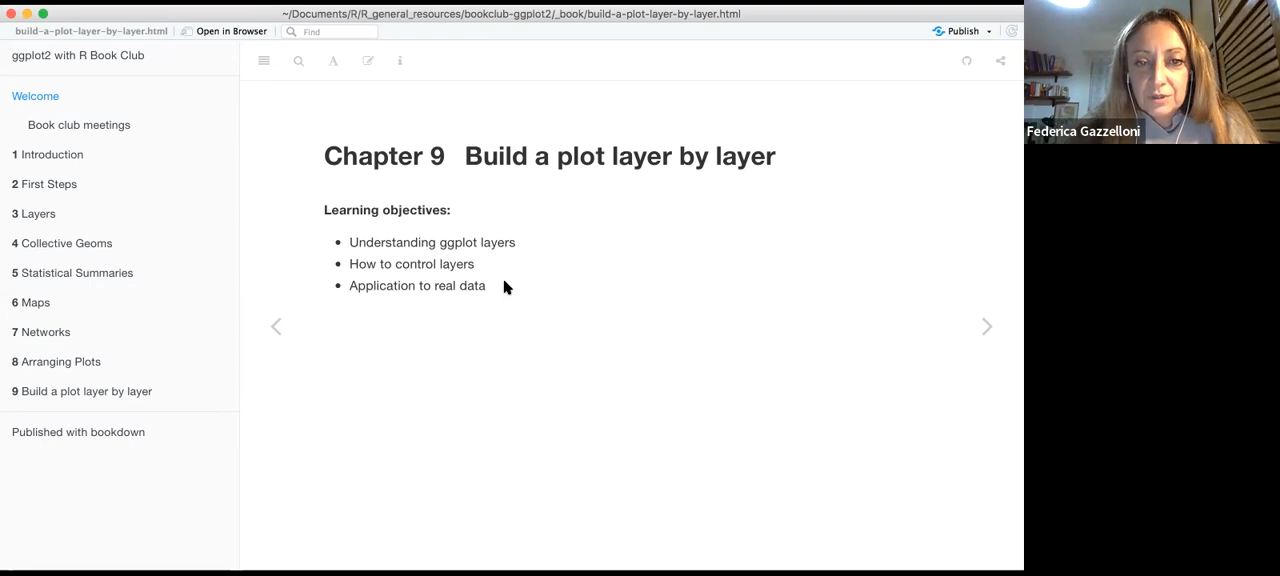 ~/Documents/R/R_general_resources/bookclub-ggplot2/_book/build-a-plot-layer-by-layer.html
build-a-plot-layer-by-layer.html Open in Browser Find Publish
ggplot2 with R Book Club
Welcome
Book club meetings
1 Introduction
2 First Steps
3 Layers
4 Collective Geoms
5 Statistical Summaries
6 Maps
7 Networks
8 Arranging Plots
9 Build a plot layer by layer
Published with bookdown
Chapter 9 Build a plot layer by layer
Learning objectives:
• Understanding ggplot layers
• How to control layers
• Application to real data
Federica Gazzelloni